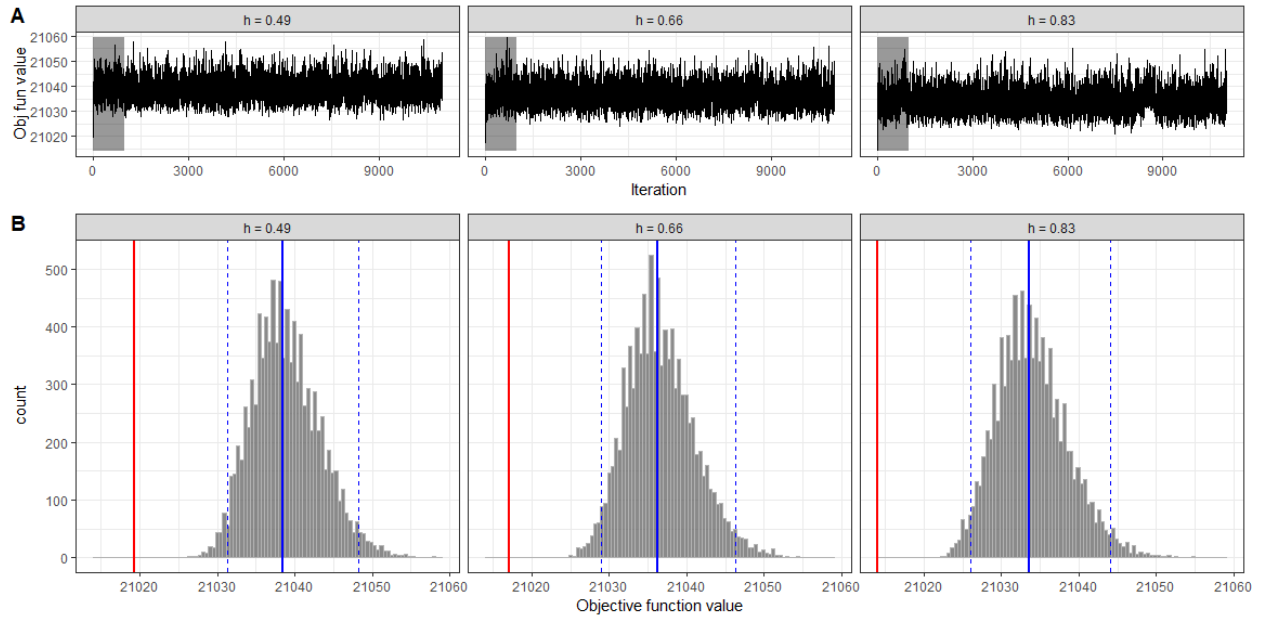 A
h = 0.49
h = 0.66
h = 0.83
Obj fun value
21060
21050
21040
21030
21020
0 3000 6000 9000
0 3000 6000 9000
0 3000 6000 9000
Iteration
B
h = 0.49
h = 0.66
h = 0.83
count
500
400
300
200
100
0
21020 21030 21040 21050 21060
21020 21030 21040 21050 21060
21020 21030 21040 21050 21060
Objective function value